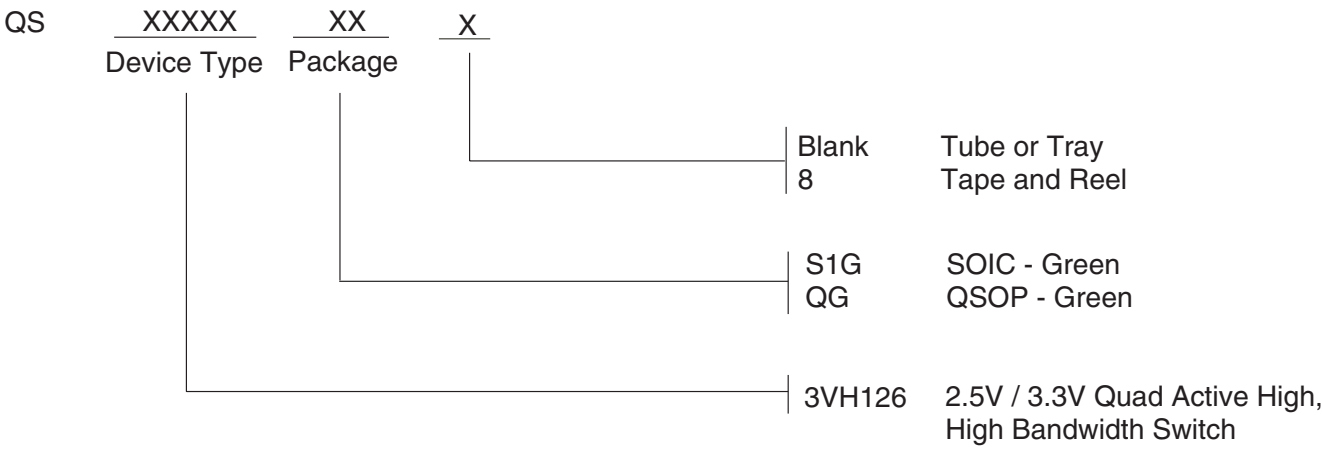 QS XXXXX XX X
Device Type Package
Blank Tube or Tray
8 Tape and Reel
S1G SOIC - Green
QG QSOP - Green
3VH126 2.5V / 3.3V Quad Active High,
High Bandwidth Switch